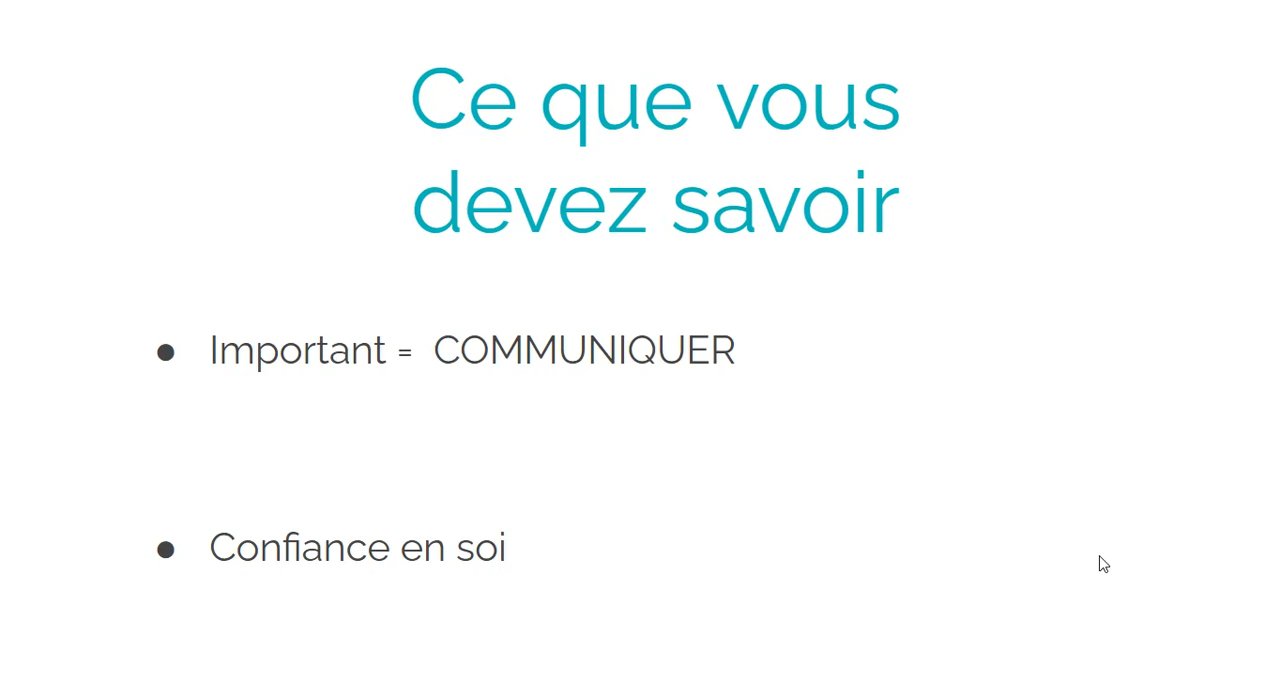 Ce que vous
devez savoir
● Important = COMMUNIQUER
● Confiance en soi